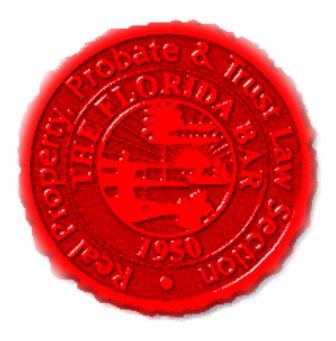 Real Property, Probate & Trust Law Section
THE FLORIDA BAR
1950